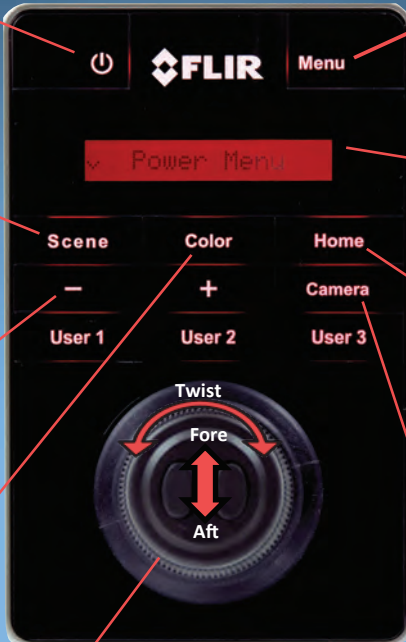 FLIR Menu
v Power Menu
Scene Color Home
− + Camera
User 1 User 2 User 3
Twist
Fore
Aft